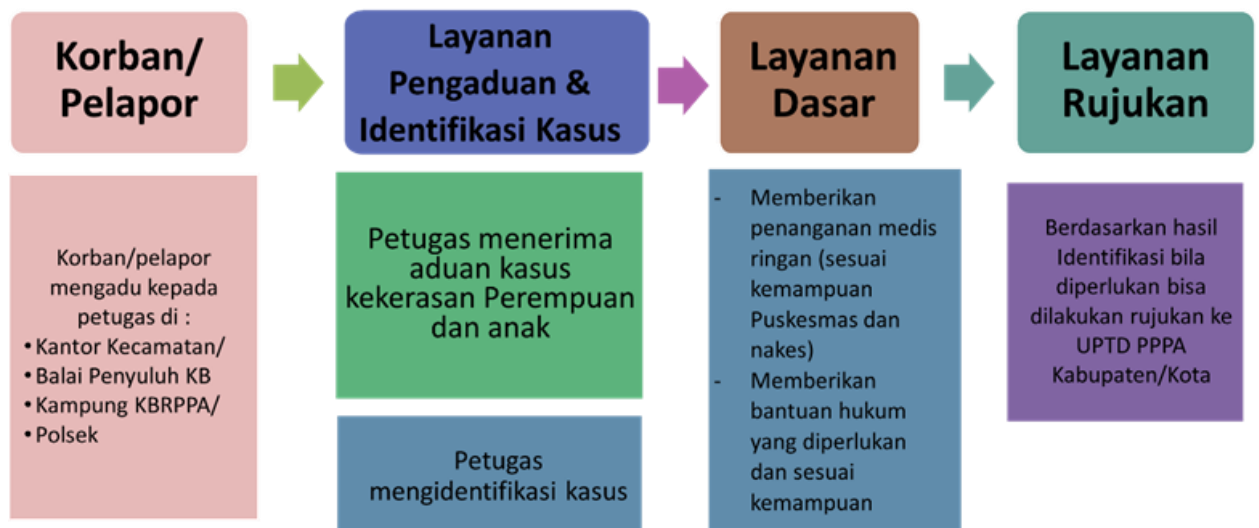 Korban/
Pelapor
Layanan
Pengaduan &
Identifikasi Kasus
Layanan
Dasar
Layanan
Rujukan
Korban/pelapor
mengadu kepada
petugas di :
• Kantor Kecamatan/
• Balai Penyuluh KB
• Kampung KBRPPA/
• Polsek
Petugas menerima
aduan kasus
kekerasan Perempuan
dan anak
Petugas
mengidentifikasi kasus
- Memberikan
penanganan medis
ringan (sesuai
kemampuan
Puskesmas dan
nakes)
- Memberikan
bantuan hukum
yang diperlukan
dan sesuai
kemampuan
Berdasarkan hasil
Identifikasi bila
diperlukan bisa
dilakukan rujukan ke
UPTD PPPA
Kabupaten/Kota